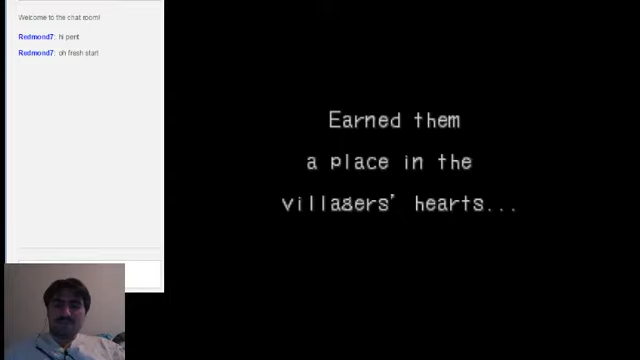 Welcome to the chat room!
Redmond7: hi pent
Redmond7: oh fresh start
Earned them
a place in the
villagers' hearts...